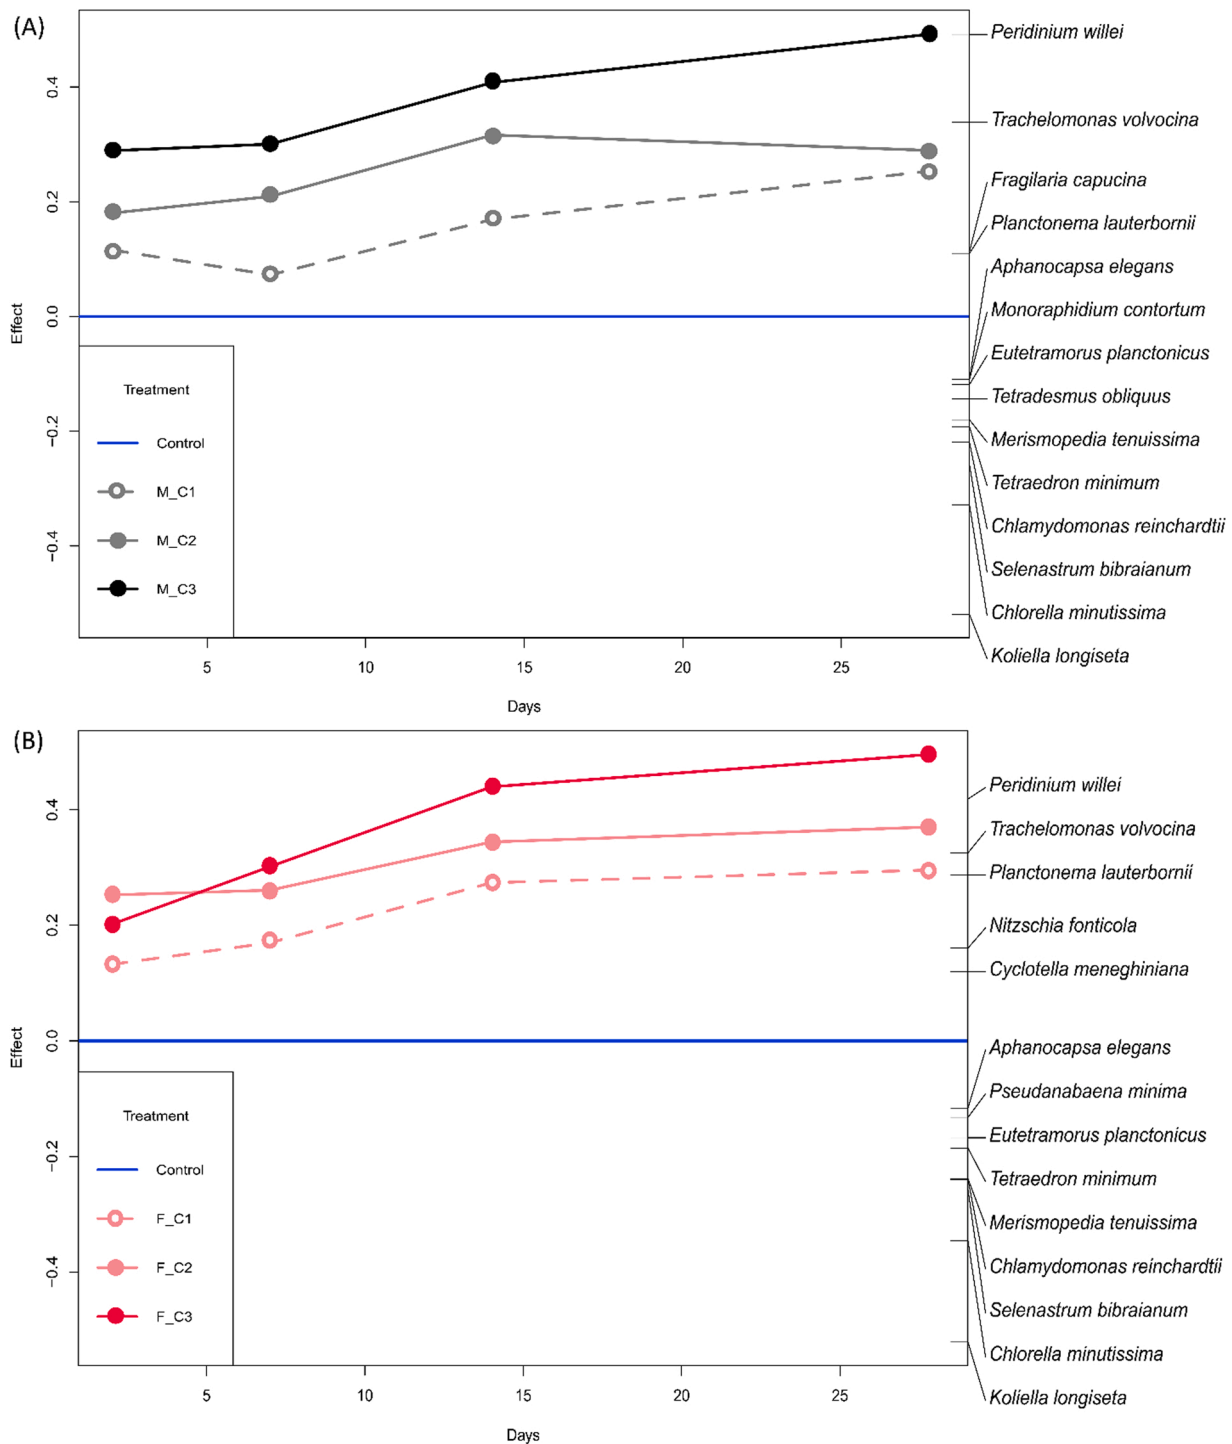 (A)
Peridinium willei
Trachelomonas volvocina
Fragilaria capucina
Planctonema lauterbornii
Aphanocapsa elegans
Monoraphidium contortum
Eutetramorus planctonicus
Tetradesmus obliquus
Merismopedia tenuissima
Tetraedron minimum
Chlamydomonas reinchardtii
Selenastrum bibraianum
Chlorella minutissima
Koliella longiseta
0.4
0.2
0.0
−0.2
−0.4
Effect
Treatment
Control
M_C1
M_C2
M_C3
5 10 15 20 25
Days
(B)
Peridinium willei
Trachelomonas volvocina
Planctonema lauterbornii
Nitzschia fonticola
Cyclotella meneghiniana
Aphanocapsa elegans
Pseudanabaena minima
Eutetramorus planctonicus
Tetraedron minimum
Merismopedia tenuissima
Chlamydomonas reinchardtii
Selenastrum bibraianum
Chlorella minutissima
Koliella longiseta
0.4
0.2
0.0
−0.2
−0.4
Effect
Treatment
Control
F_C1
F_C2
F_C3
5 10 15 20 25
Days